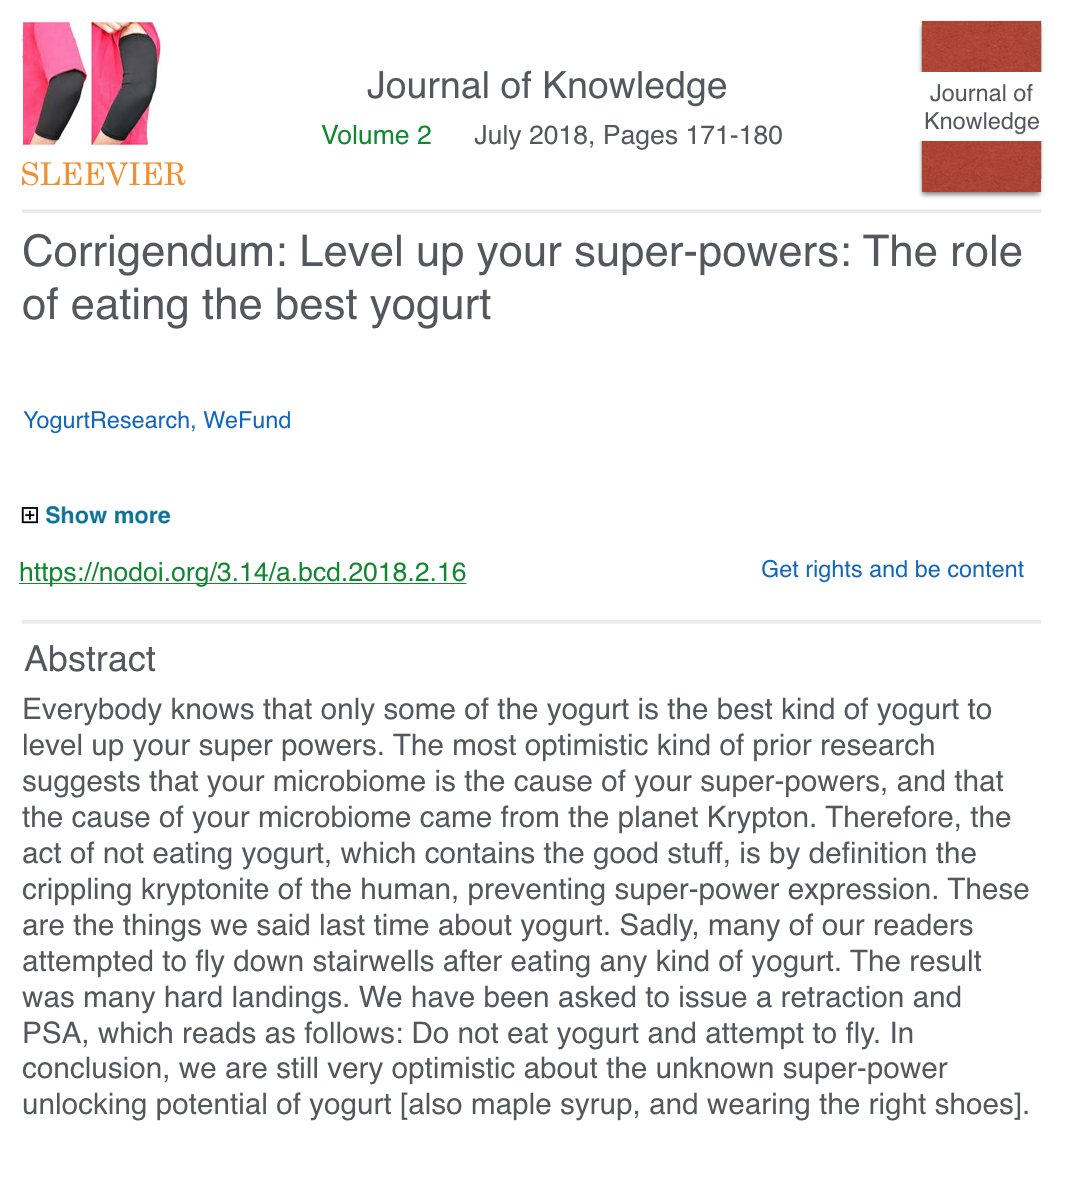 Journal of Knowledge
Volume 2 July 2018, Pages 171-180
SLEEVIER
Journal of
Knowledge
Corrigendum: Level up your super-powers: The role
of eating the best yogurt
YogurtResearch, WeFund
Show more
https://nodoi.org/3.14/a.bcd.2018.2.16
Get rights and be content
Abstract
Everybody knows that only some of the yogurt is the best kind of yogurt to
level up your super powers. The most optimistic kind of prior research
suggests that your microbiome is the cause of your super-powers, and that
the cause of your microbiome came from the planet Krypton. Therefore, the
act of not eating yogurt, which contains the good stuff, is by definition the
crippling kryptonite of the human, preventing super-power expression. These
are the things we said last time about yogurt. Sadly, many of our readers
attempted to fly down stairwells after eating any kind of yogurt. The result
was many hard landings. We have been asked to issue a retraction and
PSA, which reads as follows: Do not eat yogurt and attempt to fly. In
conclusion, we are still very optimistic about the unknown super-power
unlocking potential of yogurt [also maple syrup, and wearing the right shoes].